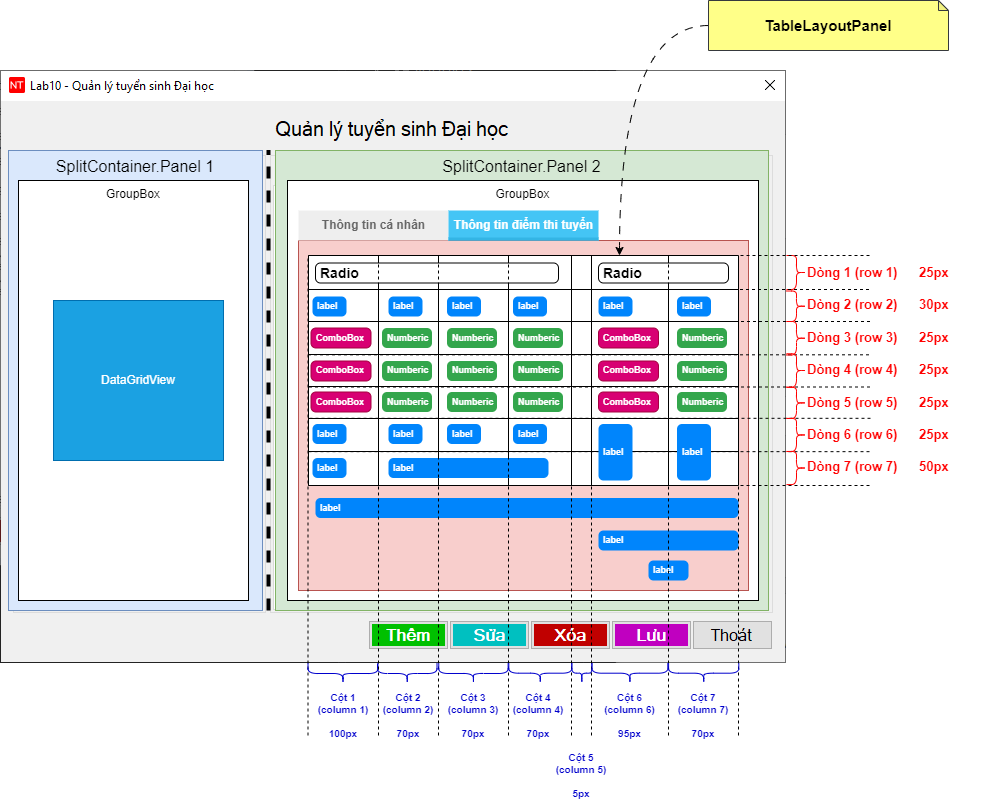 TableLayoutPanel
NT Lab10 - Quản lý tuyển sinh Đại học
Quản lý tuyển sinh Đại học
SplitContainer.Panel 1
GroupBox
DataGridView
SplitContainer.Panel 2
GroupBox
Thông tin cá nhân Thông tin điểm thi tuyển
Radio Radio
label label label label label label
ComboBox Numberic Numberic Numberic ComboBox Numberic
ComboBox Numberic Numberic Numberic ComboBox Numberic
ComboBox Numberic Numberic Numberic ComboBox Numberic
label label label label label label
label label
label
label
label
Dòng 1 (row 1) 25px
Dòng 2 (row 2) 30px
Dòng 3 (row 3) 25px
Dòng 4 (row 4) 25px
Dòng 5 (row 5) 25px
Dòng 6 (row 6) 25px
Dòng 7 (row 7) 50px
Thêm Sửa Xóa Lưu Thoát
Cột 1 Cột 2 Cột 3 Cột 4 Cột 6 Cột 7
(column 1) (column 2) (column 3) (column 4) (column 6) (column 7)
100px 70px 70px 70px 95px 70px
Cột 5
(column 5)
5px